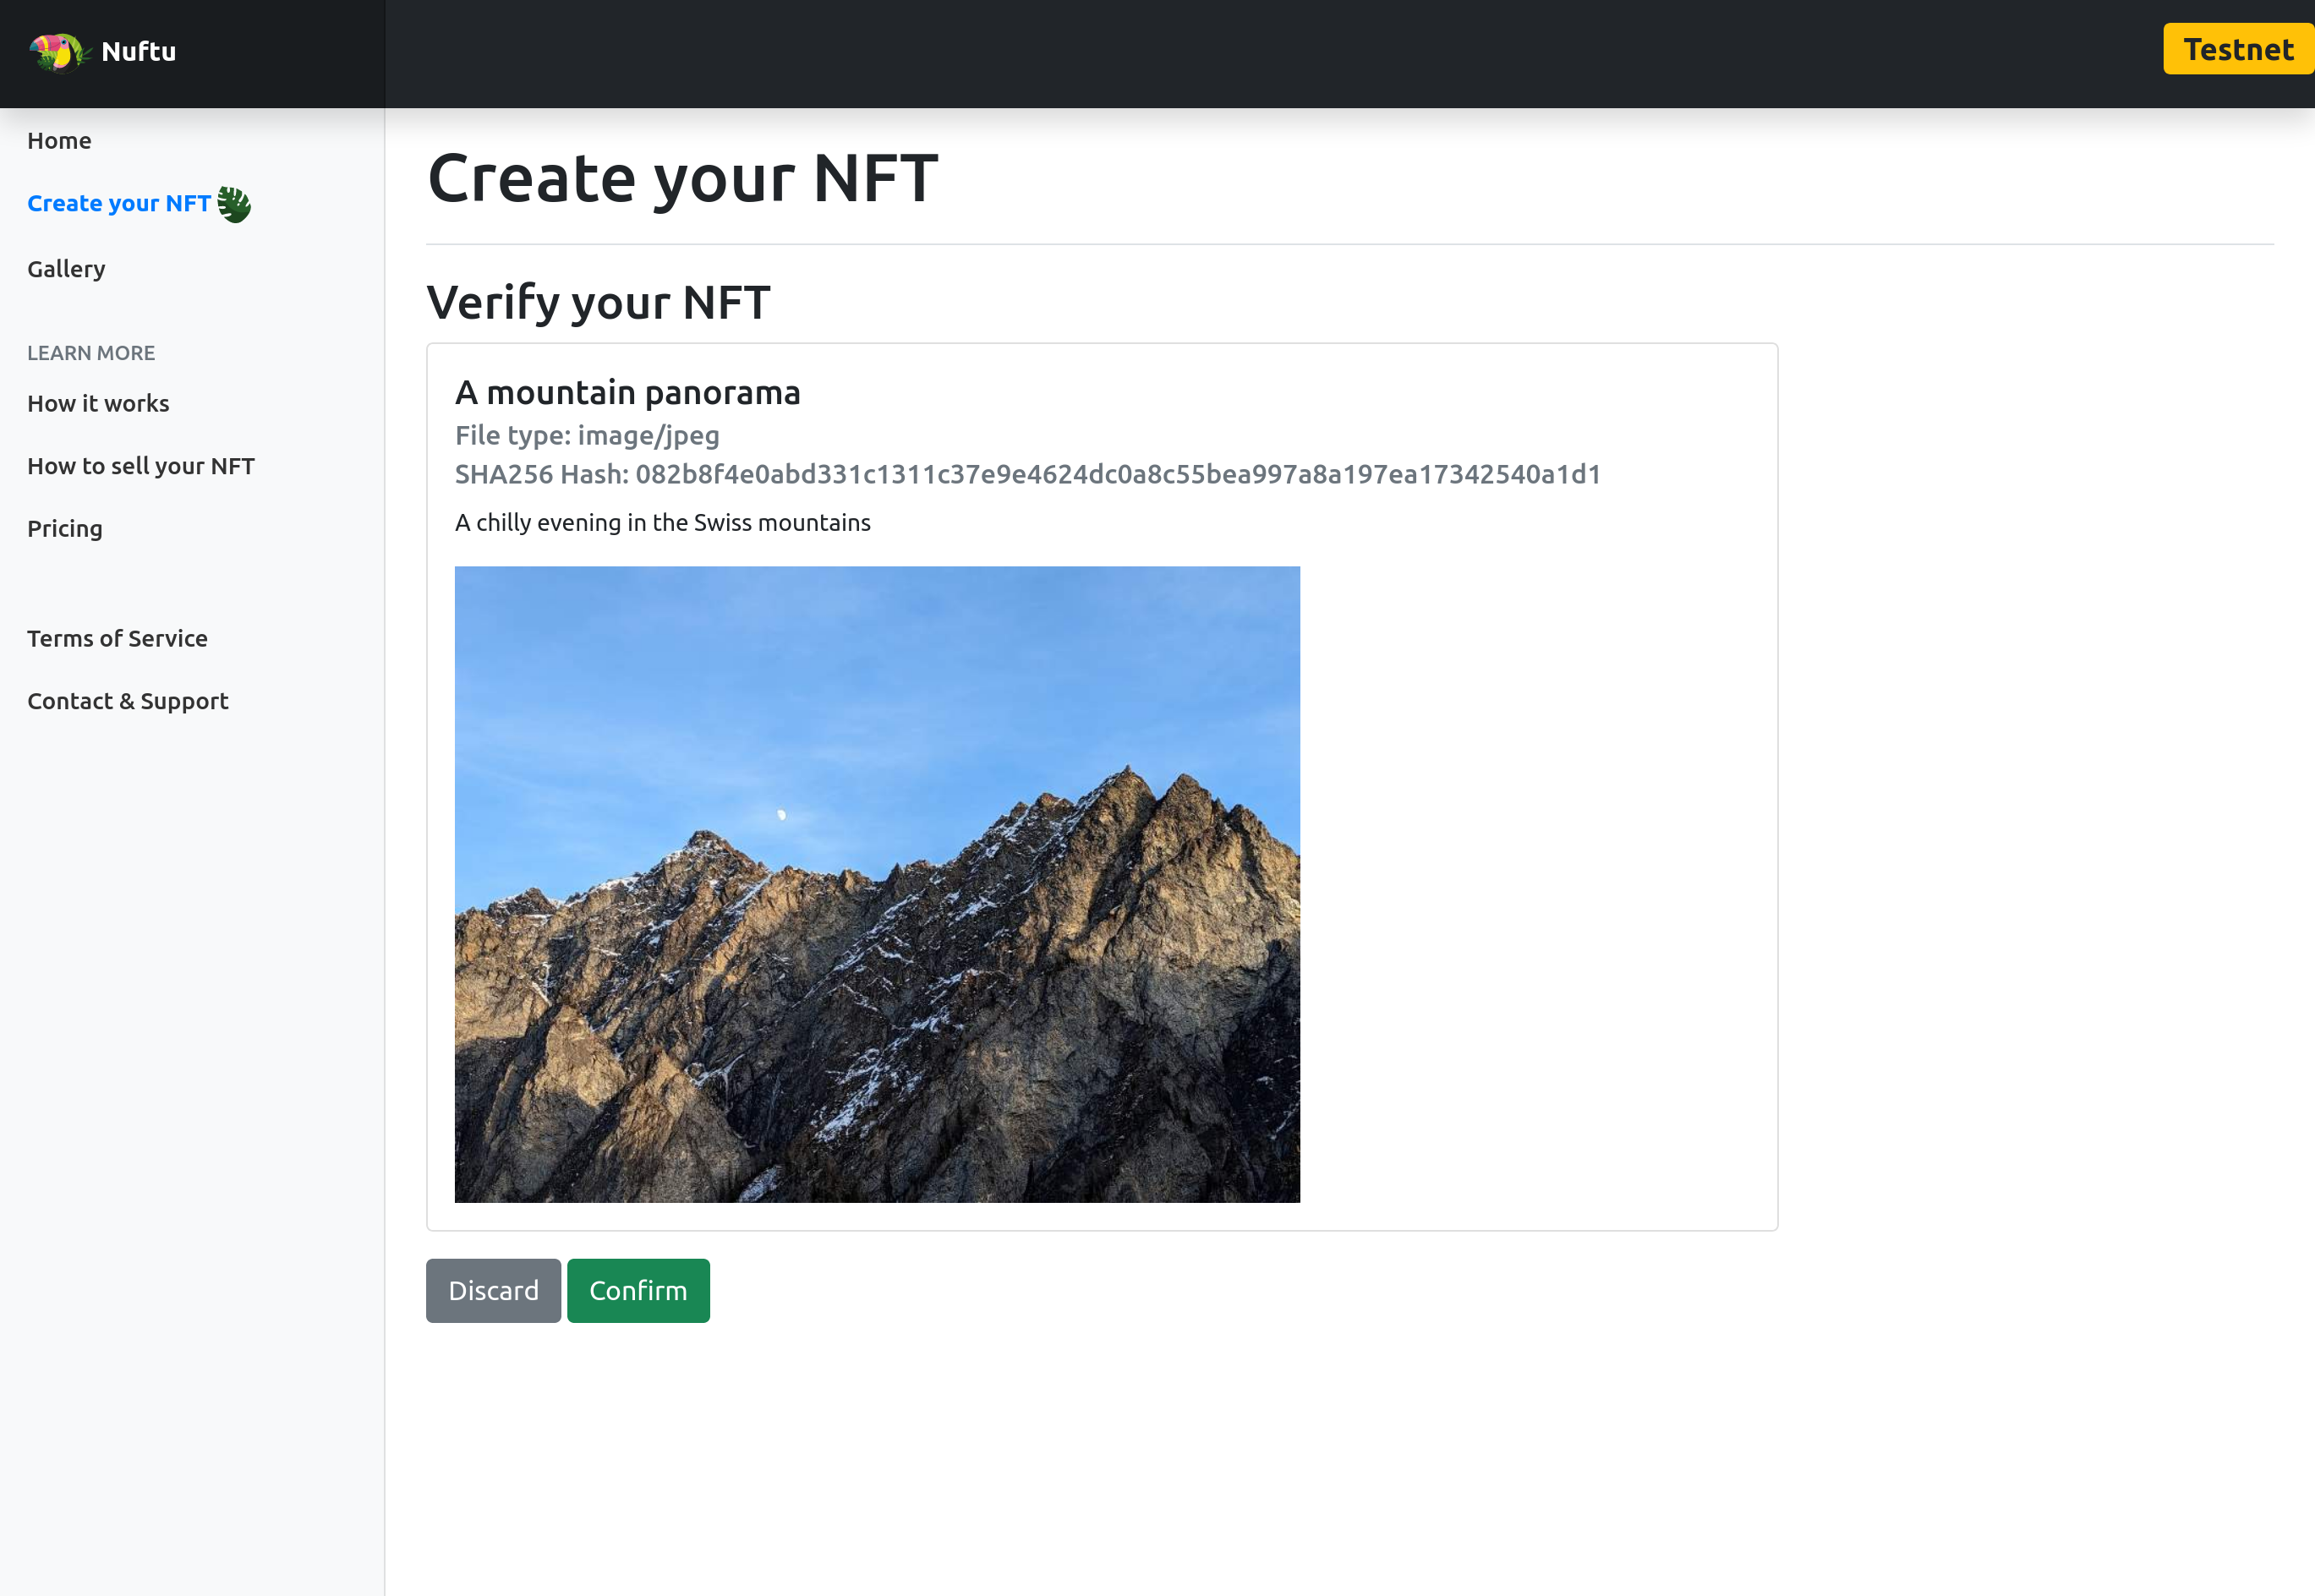 Nuftu
Testnet
Home
Create your NFT
Gallery
LEARN MORE
How it works
How to sell your NFT
Pricing
Terms of Service
Contact & Support
Create your NFT
Verify your NFT
A mountain panorama
File type: image/jpeg
SHA256 Hash: 082b8f4e0abd331c1311c37e9e4624dc0a8c55bea997a8a197ea17342540a1d1
A chilly evening in the Swiss mountains
Discard
Confirm